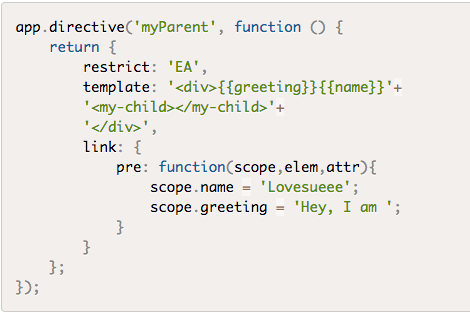 app.directive('myParent', function () {
    return {
        restrict: 'EA',
        template: '<div>{{greeting}}{{name}}'+
        '<my-child></my-child>'+
        '</div>',
        link: {
            pre: function(scope,elem,attr){
                scope.name = 'Lovesueee';
                scope.greeting = 'Hey, I am ';
            }
        }
    };
});